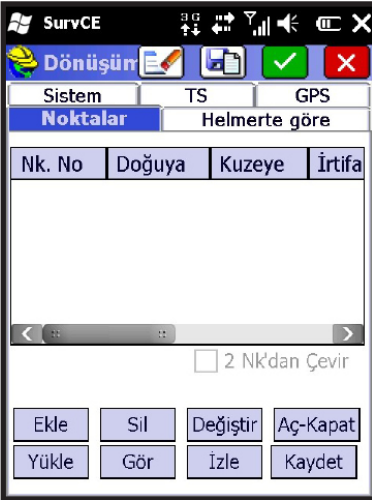 SurvCE
3G
Dönüşüm
Sistem TS GPS
Noktalar Helmerte göre
Nk. No Doğuya Kuzeye İrtifa
2 Nk'dan Çevir
Ekle Sil Değiştir Aç-Kapat
Yükle Gör İzle Kaydet